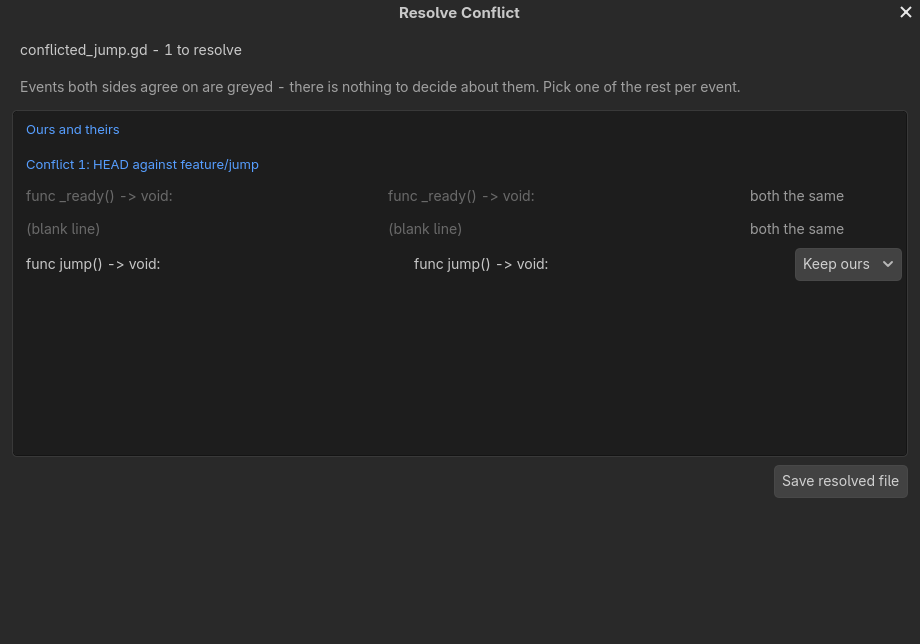 Resolve Conflict
conflicted_jump.gd - 1 to resolve
Events both sides agree on are greyed - there is nothing to decide about them. Pick one of the rest per event.
Ours and theirs
Conflict 1: HEAD against feature/jump
func _ready() -> void: func _ready() -> void: both the same
(blank line) (blank line) both the same
func jump() -> void: func jump() -> void: Keep ours
Save resolved file